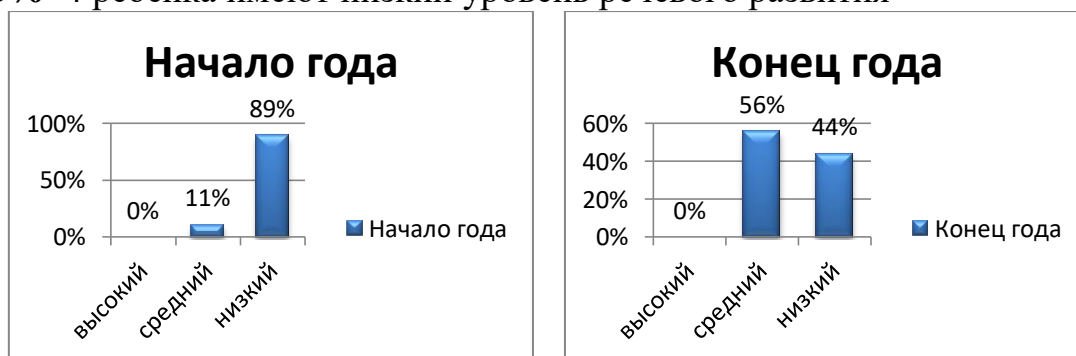 ребенка имеют низкий уровень речевого развития
Начало года
89%
100%
50%
11%
0%
0%
высокий
средний
низкий
Начало года
Конец года
56%
60%
44%
40%
20%
0%
0%
высокий
средний
низкий
Конец года